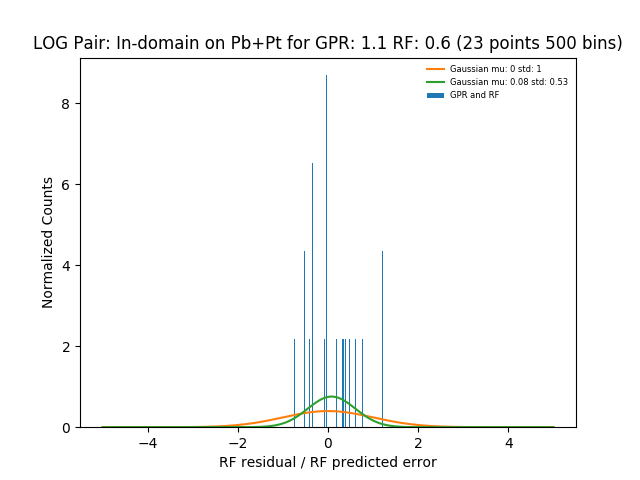 LOG Pair: In-domain on Pb+Pt for GPR: 1.1 RF: 0.6 (23 points 500 bins)
Gaussian mu: 0 std: 1
Gaussian mu: 0.08 std: 0.53
GPR and RF
Normalized Counts
8
6
4
2
0
−4
−2
0
2
4
RF residual / RF predicted error